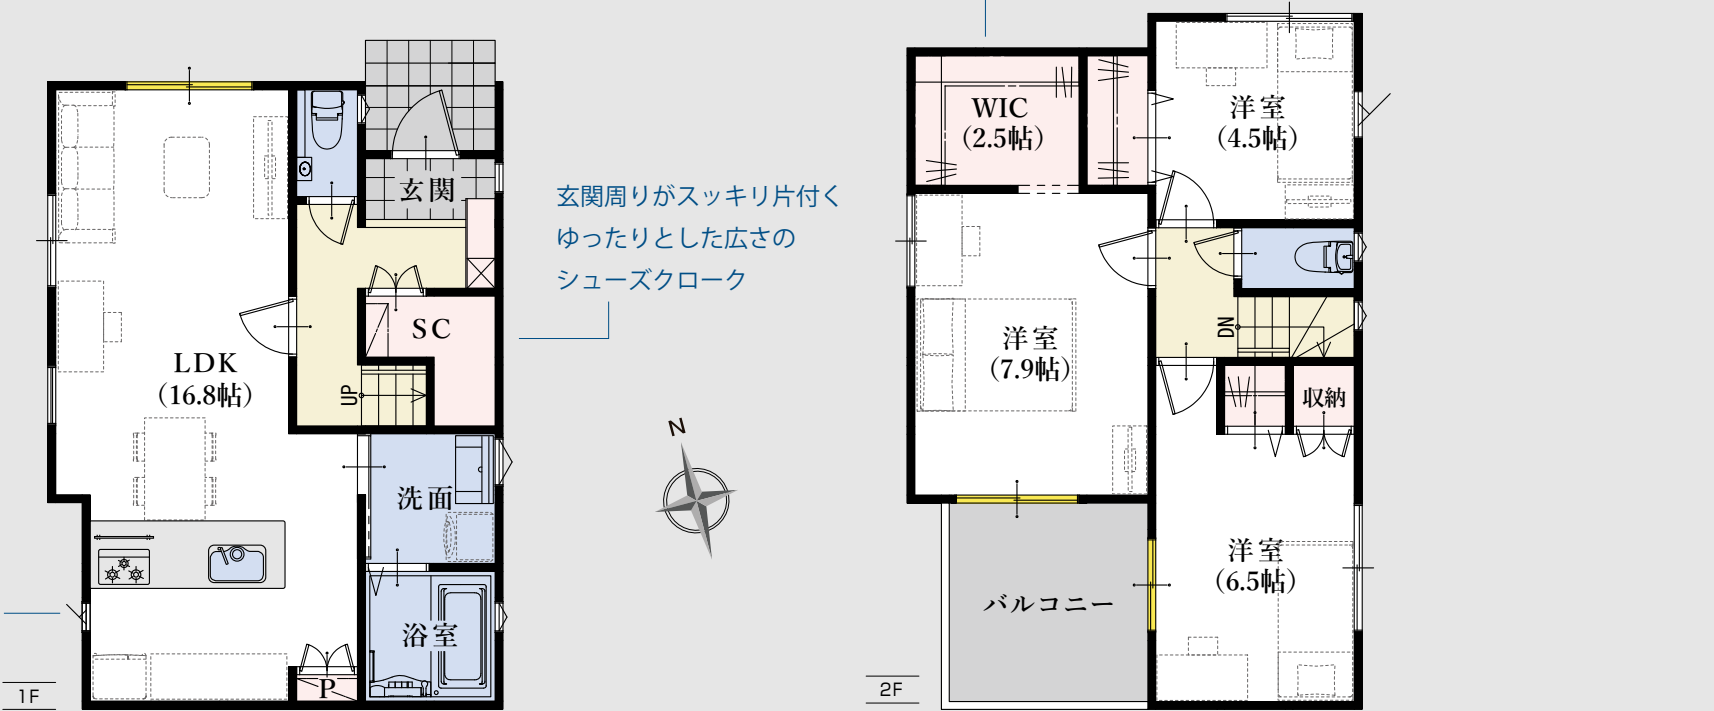 玄関
玄関周りがスッキリ片付く
ゆったりとした広さの
シューズクローク
SC
LDK
(16.8帖)
UP
N
洗面
浴室
P
1F
WIC
(2.5帖)
洋室
(4.5帖)
洋室
(7.9帖)
DN
収納
洋室
(6.5帖)
バルコニー
2F